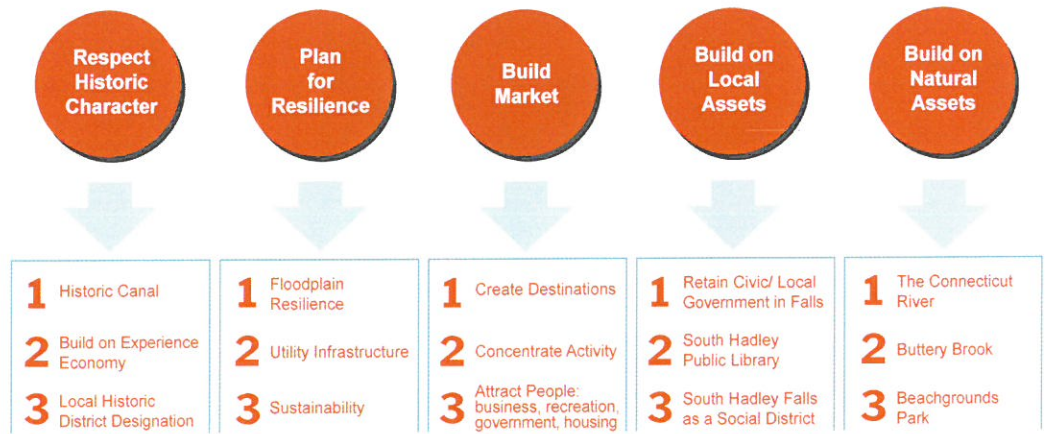 Respect
Historic
Character
Plan
for
Resilience
Build
Market
Build on
Local
Assets
Build on
Natural
Assets
1 Historic Canal
2 Build on Experience
Economy
3 Local Historic
District Designation
1 Floodplain
Resilience
2 Utility Infrastructure
3 Sustainability
1 Create Destinations
2 Concentrate Activity
3 Attract People:
business, recreation,
government, housing
1 Retain Civic/ Local
Government in Falls
2 South Hadley
Public Library
3 South Hadley Falls
as a Social District
1 The Connecticut
River
2 Buttery Brook
3 Beachgrounds
Park